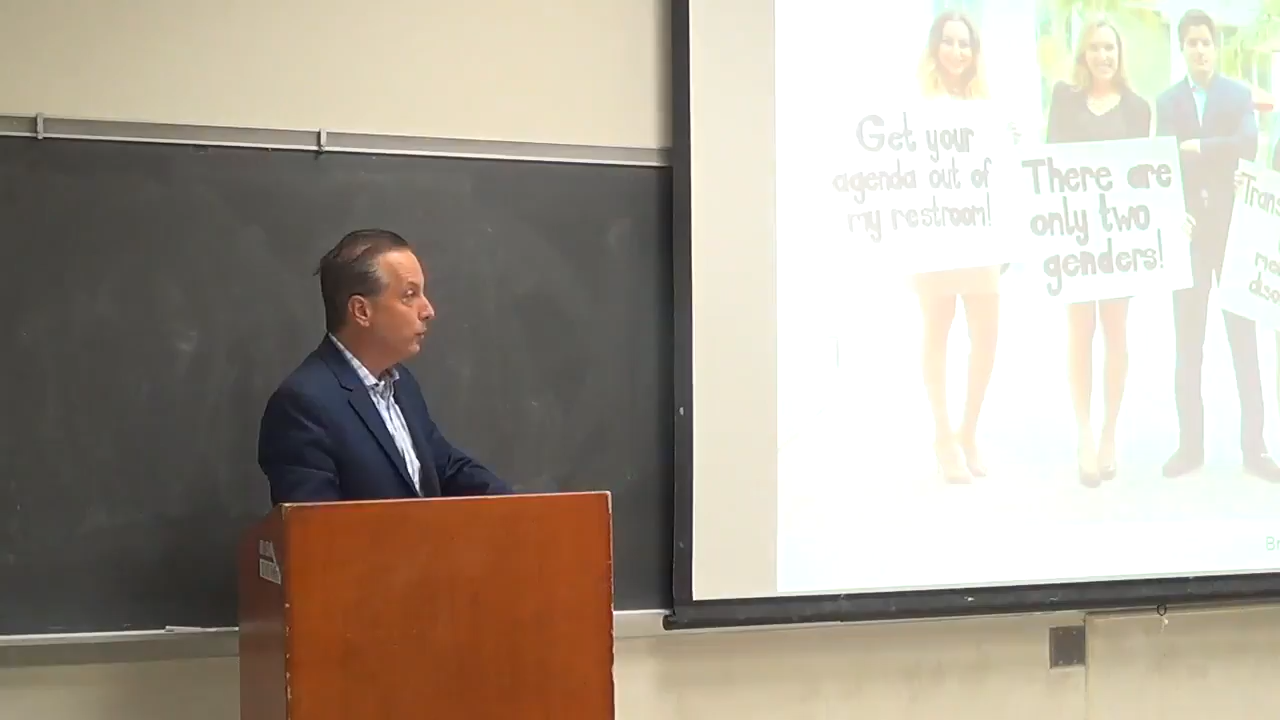 Get your
agenda out of
my restroom!
There are
only two
genders!